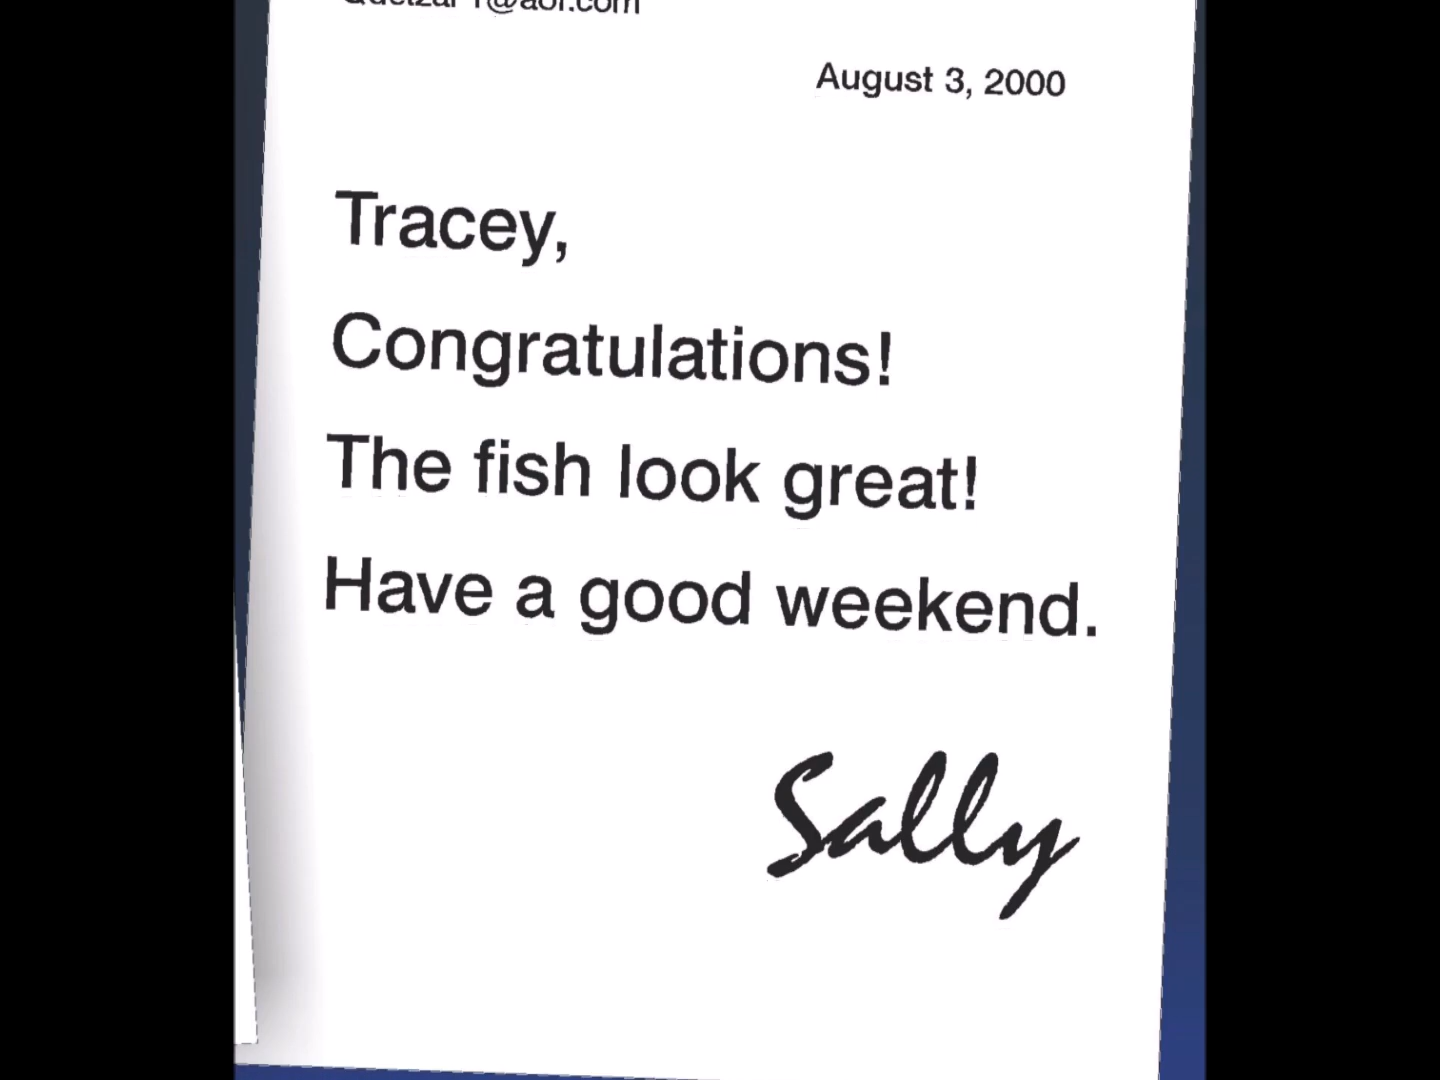 August 3, 2000
Tracey,
Congratulations!
The fish look great!
Have a good weekend.
Sally